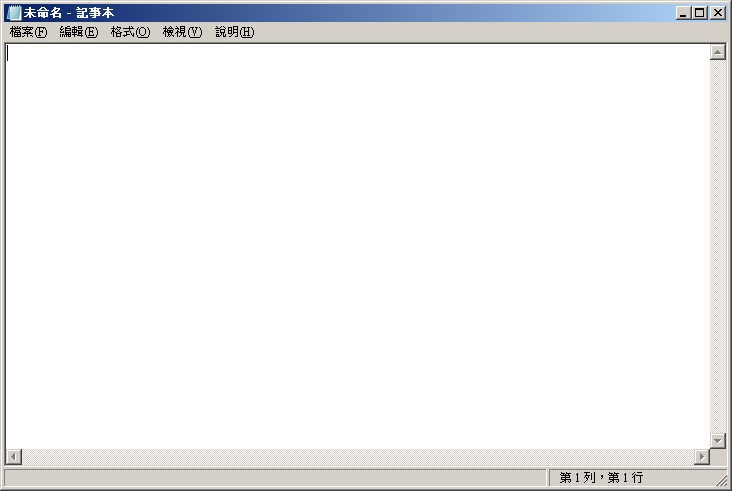 未命名 - 記事本
檔案(F) 編輯(E) 格式(O) 檢視(V) 說明(H)
第 1 列，第 1 行